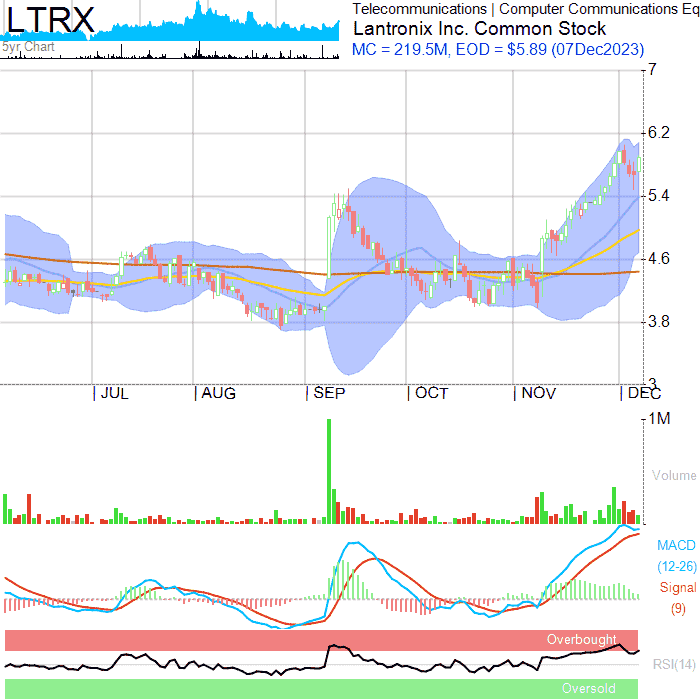 LTRX
5yr Chart
Telecommunications | Computer Communications Eq
Lantronix Inc. Common Stock
MC = 219.5M, EOD = $5.89 (07Dec2023)
7
6.2
5.4
4.6
3.8
3
JUL AUG SEP OCT NOV DEC
1M
Volume
MACD
(12-26)
Signal
(9)
Overbought
RSI(14)
Oversold